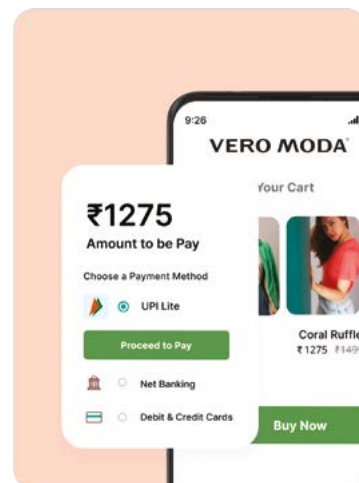 9:26
VERO MODA
Your Cart
₹1275
Amount to be Pay
Choose a Payment Method
UPI Lite
Proceed to Pay
Net Banking
Debit & Credit Cards
Coral Ruffle
₹1275 ₹149
Buy Now